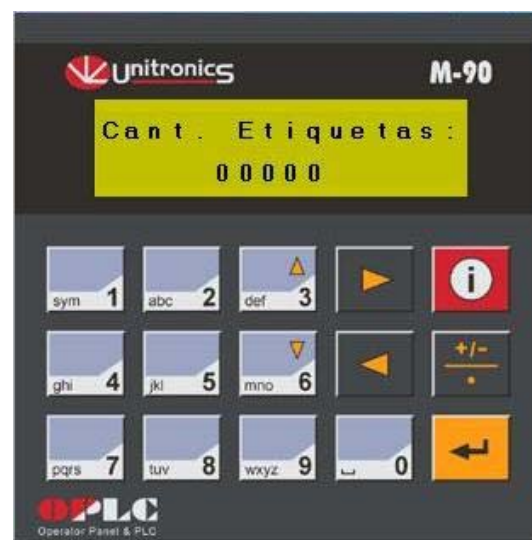 Unitronics
M-90
Cant. Etiquetas:
00000
sym 1 abc 2 def 3 i
ghi 4 jkl 5 mno 6 +/- .
pqrs 7 tuv 8 wxyz 9 0
OPLC
Operator Panel & PLC